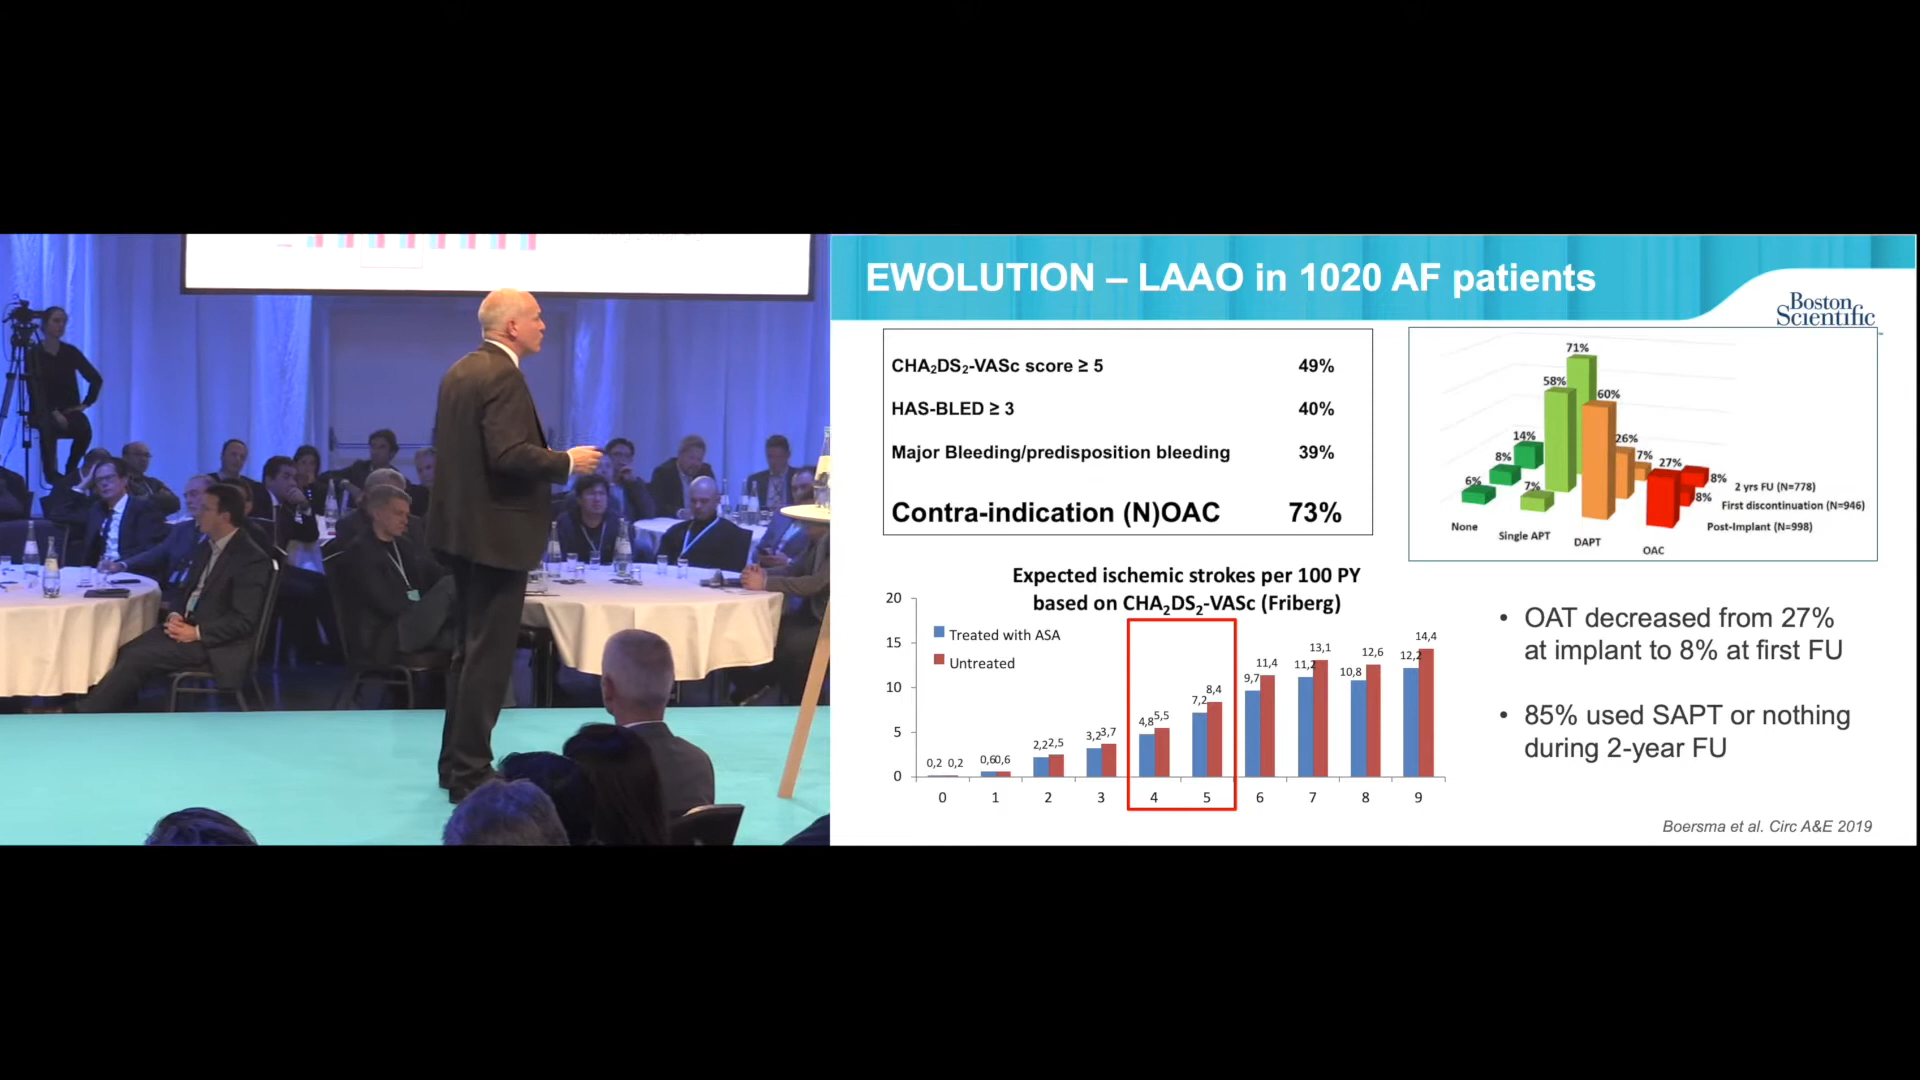 EWOLUTION – LAAO in 1020 AF patients
Boston
Scientific
CHA₂DS₂-VASc score ≥ 5 49%
HAS-BLED ≥ 3 40%
Major Bleeding/predisposition bleeding 39%
Contra-indication (N)OAC 73%
71%
58%
60%
14%
26%
8%
7%
27%
6%
7%
8%
8%
2 yrs FU (N=778)
First discontinuation (N=946)
Post-Implant (N=998)
None
Single APT
DAPT
OAC
Expected ischemic strokes per 100 PY
based on CHA₂DS₂-VASc (Friberg)
Treated with ASA
Untreated
20
15
10
5
0
0,2 0,2
0,6 0,6
2,2 2,5
3,2 3,7
4,8 5,5
7,2 8,4
9,7 11,4
11,2 13,1
10,8 12,6
12,2 14,4
0 1 2 3 4 5 6 7 8 9
• OAT decreased from 27%
at implant to 8% at first FU
• 85% used SAPT or nothing
during 2-year FU
Boersma et al. Circ A&E 2019